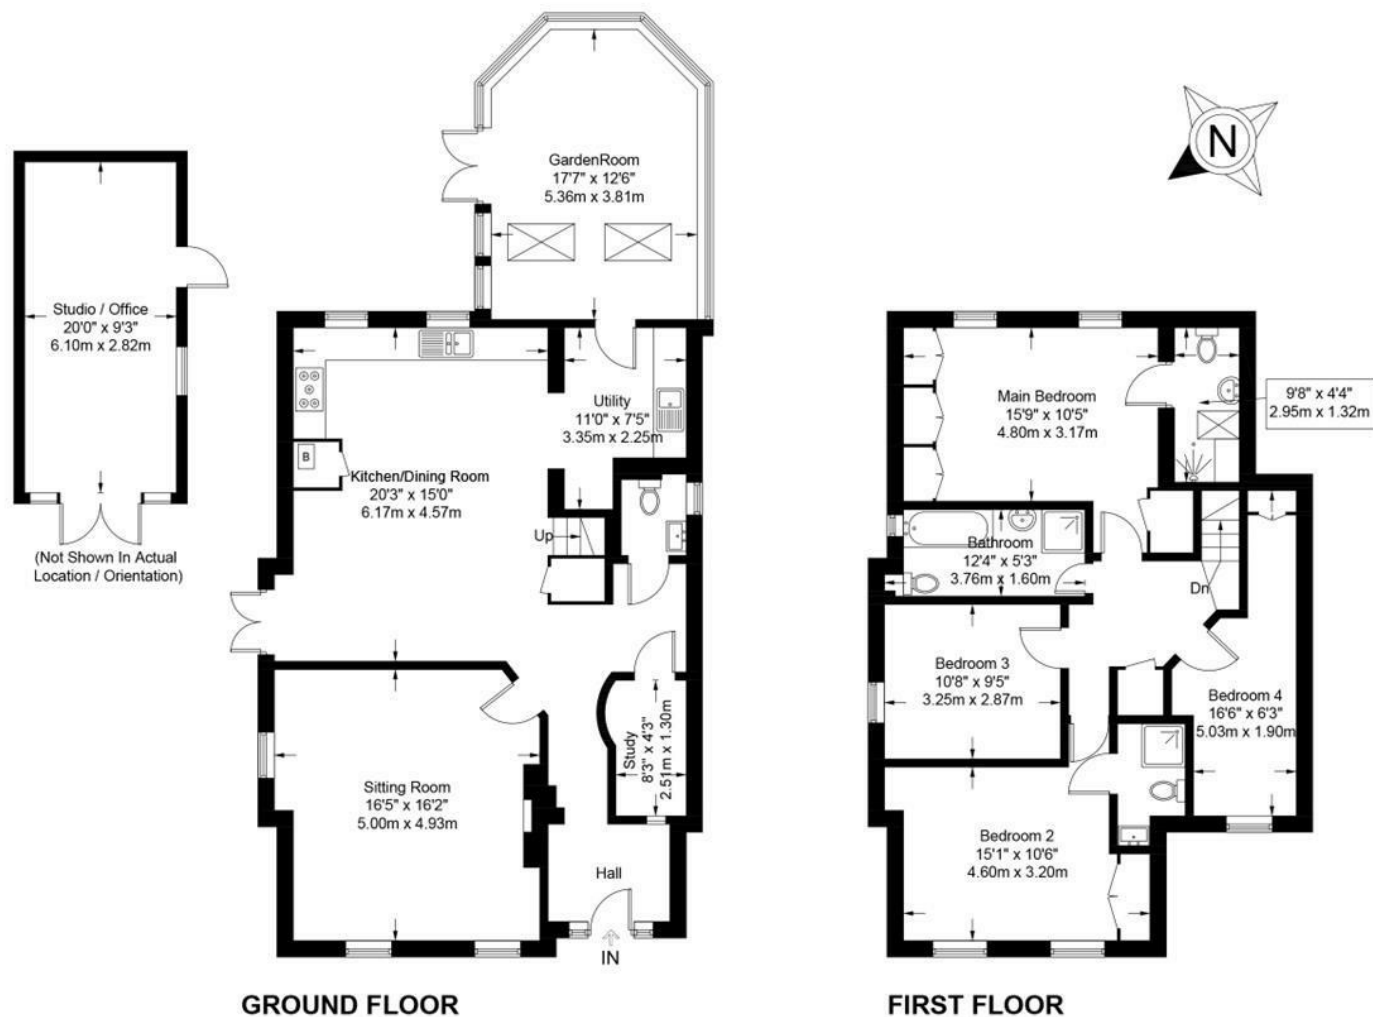 GardenRoom
17'7" x 12'6"
5.36m x 3.81m
N
Studio / Office
20'0" x 9'3"
6.10m x 2.82m
(Not Shown In Actual
Location / Orientation)
Utility
11'0" x 7'5"
3.35m x 2.25m
B
Kitchen/Dining Room
20'3" x 15'0"
6.17m x 4.57m
Up
Study
8'3" x 4'3"
2.51m x 1.30m
Sitting Room
16'5" x 16'2"
5.00m x 4.93m
Hall
IN
GROUND FLOOR
Main Bedroom
15'9" x 10'5"
4.80m x 3.17m
9'8" x 4'4"
2.95m x 1.32m
Bathroom
12'4" x 5'3"
3.76m x 1.60m
Dn
Bedroom 3
10'8" x 9'5"
3.25m x 2.87m
Bedroom 4
16'6" x 6'3"
5.03m x 1.90m
Bedroom 2
15'1" x 10'6"
4.60m x 3.20m
FIRST FLOOR